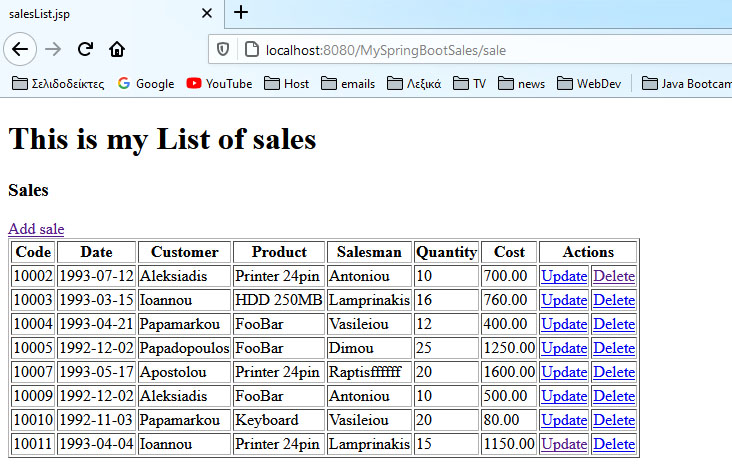 salesList.jsp
localhost:8080/MySpringBootSales/sale
Σελιδοδείκτες Google YouTube Host emails Λεξικά TV news WebDev Java Bootcam
This is my List of sales
Sales
Add sale
Code Date Customer Product Salesman Quantity Cost Actions
10002 1993-07-12 Aleksiadis Printer 24pin Antoniou 10 700.00 Update Delete
10003 1993-03-15 Ioannou HDD 250MB Lamprinakis 16 760.00 Update Delete
10004 1993-04-21 Papamarkou FooBar Vasileiou 12 400.00 Update Delete
10005 1992-12-02 Papadopoulos FooBar Dimou 25 1250.00 Update Delete
10007 1993-05-17 Apostolou Printer 24pin Raptisffffff 20 1600.00 Update Delete
10009 1992-12-02 Aleksiadis FooBar Antoniou 10 500.00 Update Delete
10010 1992-11-03 Papamarkou Keyboard Vasileiou 20 80.00 Update Delete
10011 1993-04-04 Ioannou Printer 24pin Lamprinakis 15 1150.00 Update Delete